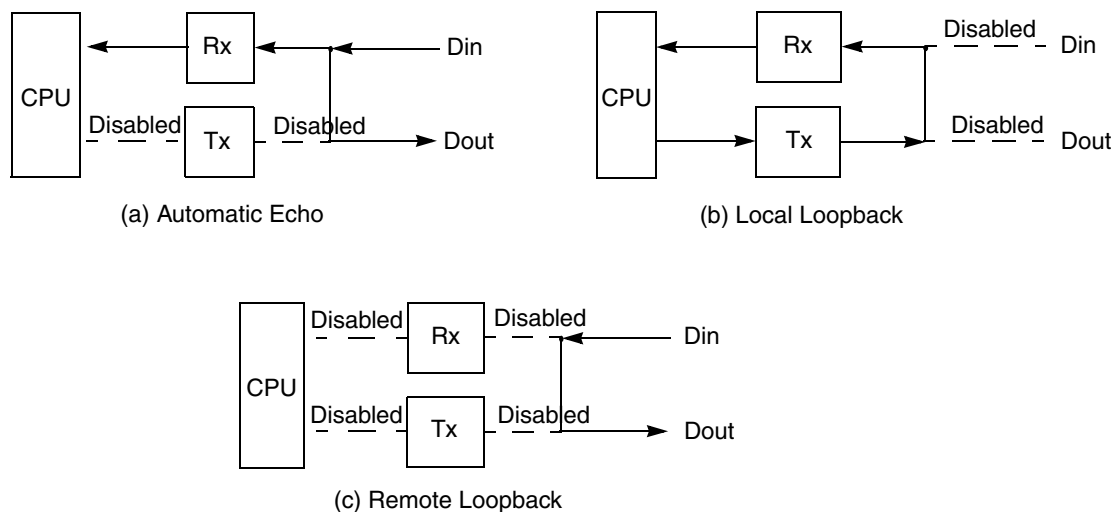 CPU
Rx
Din
Disabled
Tx
Disabled
Dout
(a) Automatic Echo
CPU
Rx
Disabled
Din
Tx
Disabled
Dout
(b) Local Loopback
CPU
Disabled
Rx
Disabled
Din
Disabled
Tx
Disabled
Dout
(c) Remote Loopback